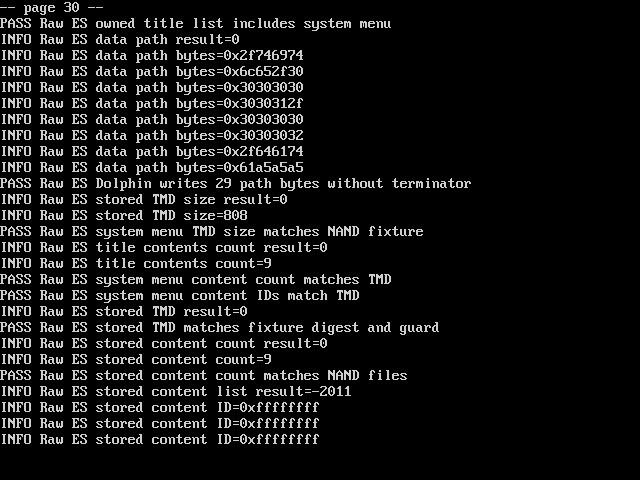 -- page 30 --
PASS Raw ES owned title list includes system menu
INFO Raw ES data path result=0
INFO Raw ES data path bytes=0x2f746974
INFO Raw ES data path bytes=0x6c652f30
INFO Raw ES data path bytes=0x30303030
INFO Raw ES data path bytes=0x3030312f
INFO Raw ES data path bytes=0x30303030
INFO Raw ES data path bytes=0x30303032
INFO Raw ES data path bytes=0x2f646174
INFO Raw ES data path bytes=0x61a5a5a5
PASS Raw ES Dolphin writes 29 path bytes without terminator
INFO Raw ES stored TMD size result=0
INFO Raw ES stored TMD size=808
PASS Raw ES system menu TMD size matches NAND fixture
INFO Raw ES title contents count result=0
INFO Raw ES title contents count=9
PASS Raw ES system menu content count matches TMD
PASS Raw ES system menu content IDs match TMD
INFO Raw ES stored TMD result=0
PASS Raw ES stored TMD matches fixture digest and guard
INFO Raw ES stored content count result=0
INFO Raw ES stored content count=9
PASS Raw ES stored content count matches NAND files
INFO Raw ES stored content list result=-2011
INFO Raw ES stored content ID=0xffffffff
INFO Raw ES stored content ID=0xffffffff
INFO Raw ES stored content ID=0xffffffff